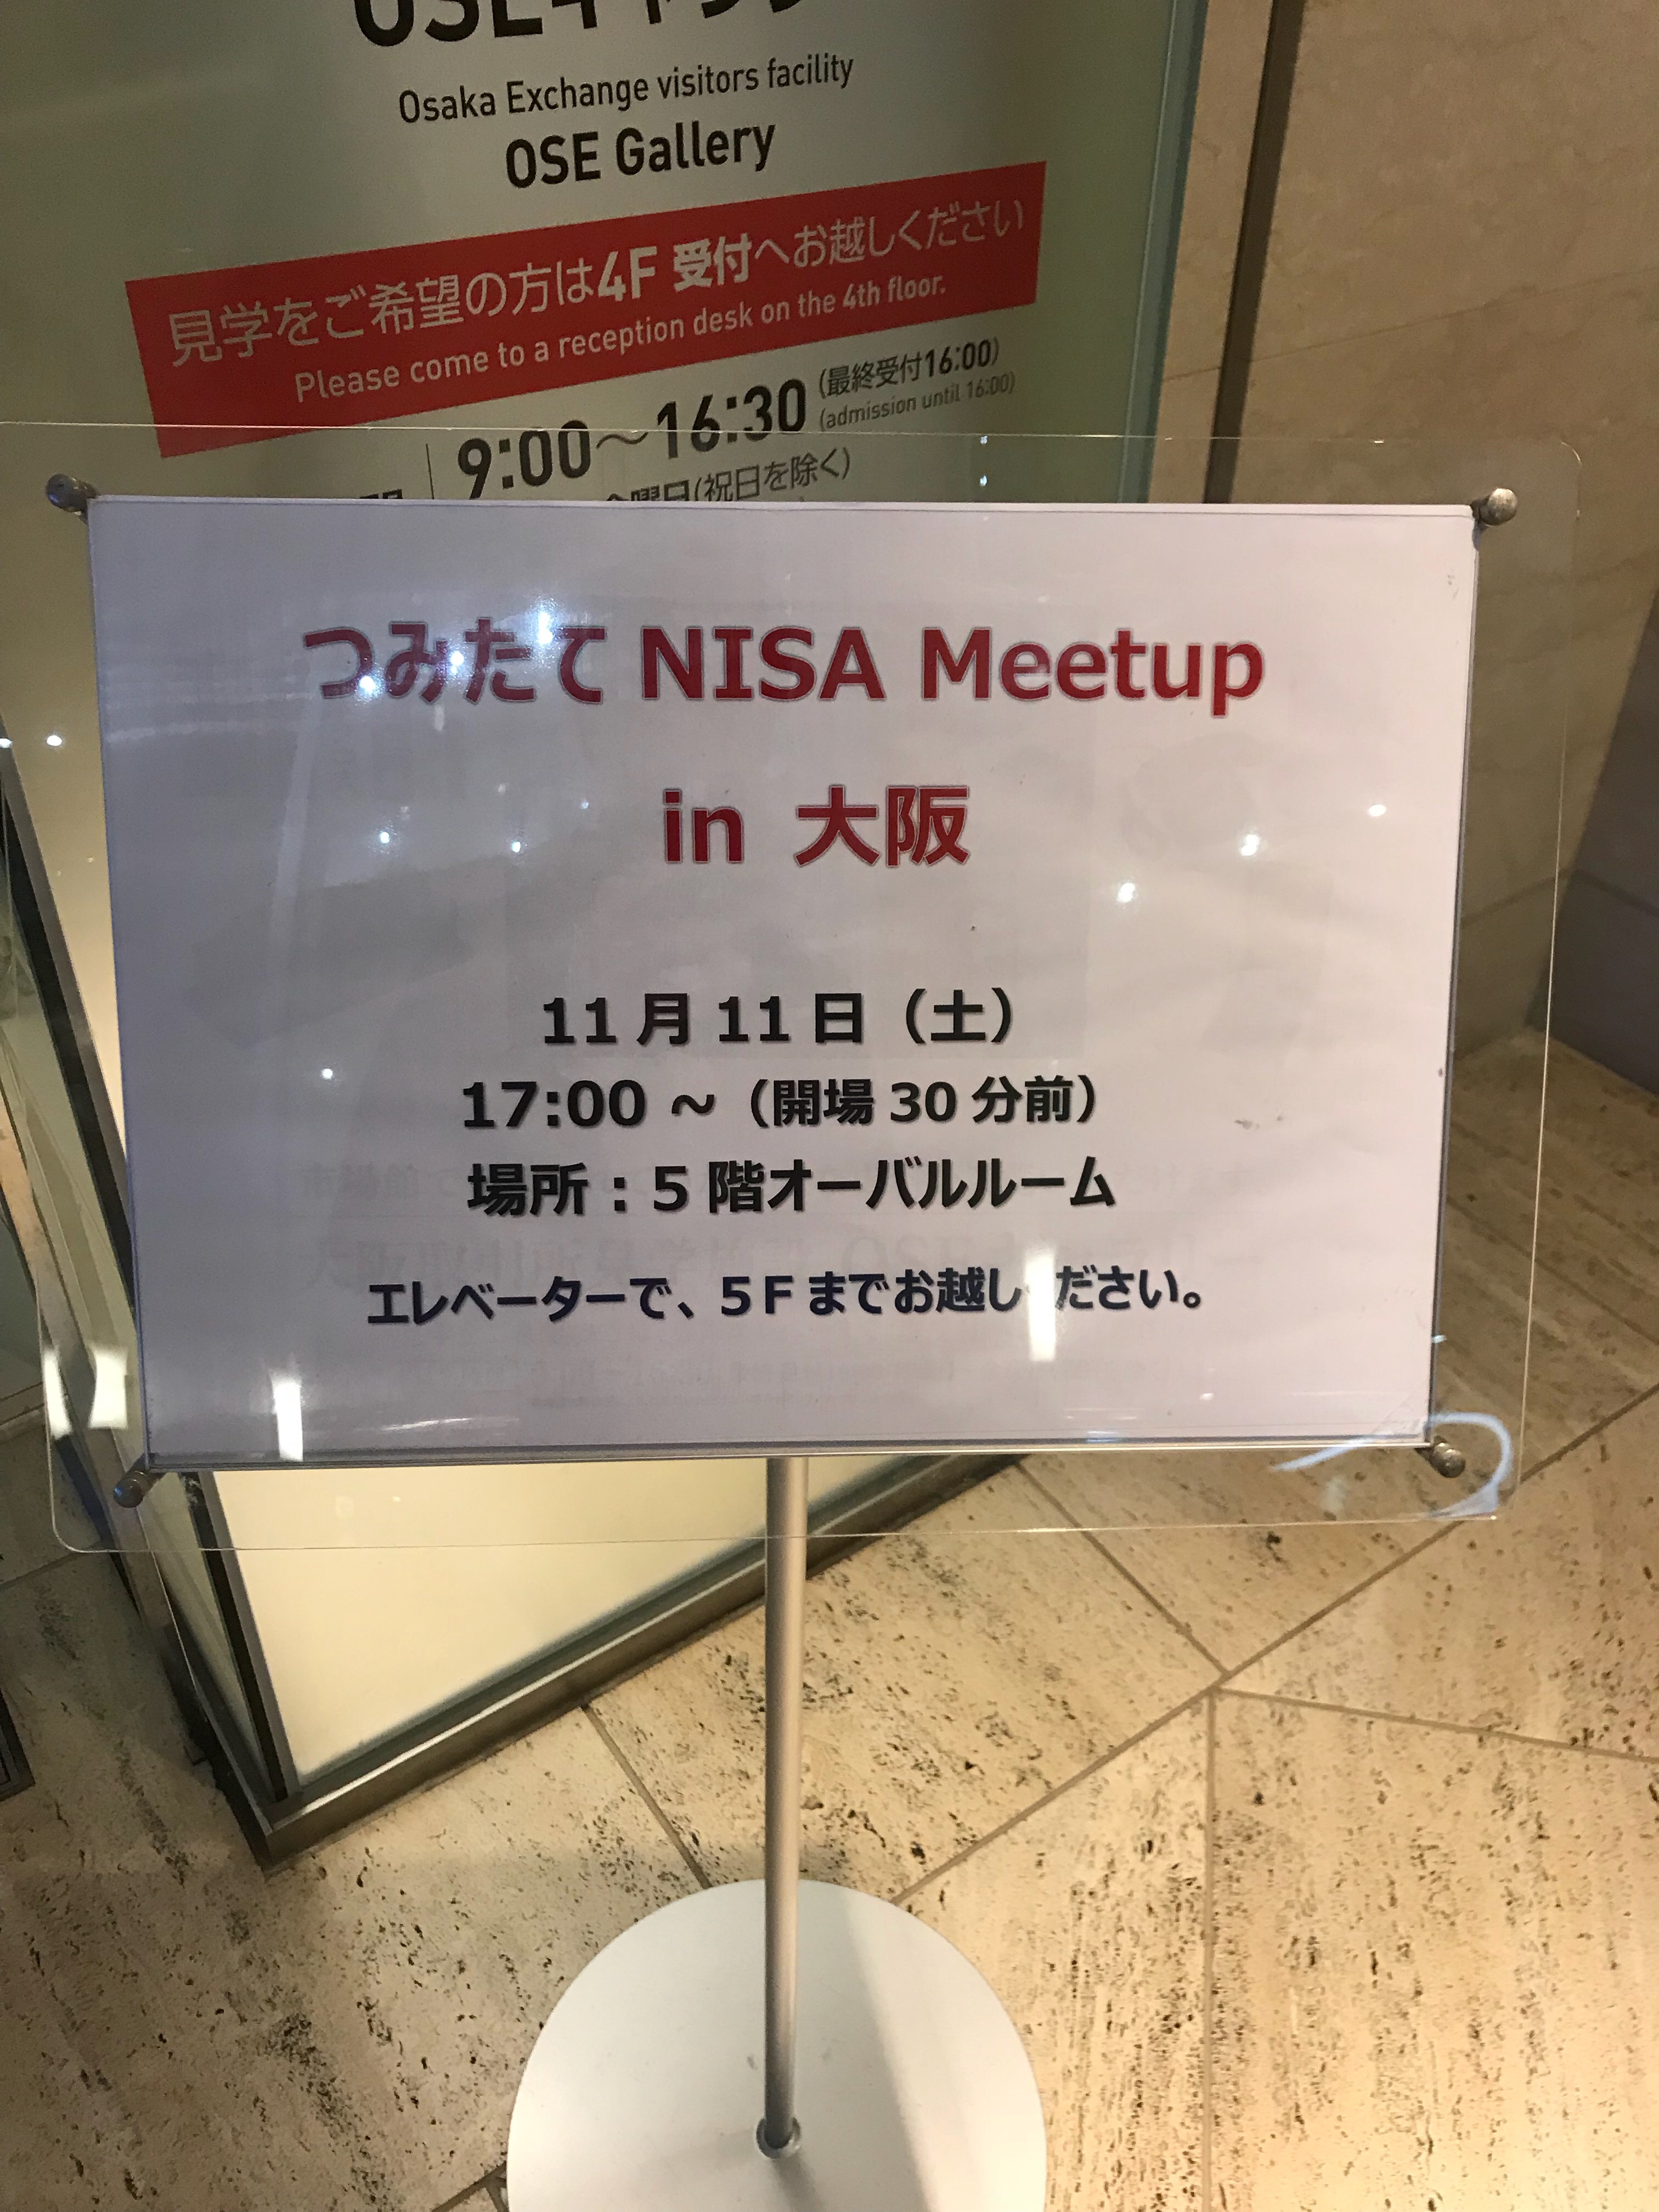 Osaka Exchange visitors facility
OSE Gallery
見学をご希望の方は4F 受付へお越しください
Please come to a reception desk on the 4th floor.
9:00～16:30 (最終受付16:00)
(admission until 16:00)
曜日(祝日を除く)
つみたて NISA Meetup
in 大阪
11 月 11 日（土）
17:00 ~（開場 30 分前）
場所：5 階オーバルルーム
エレベーターで、5Fまでお越しください。